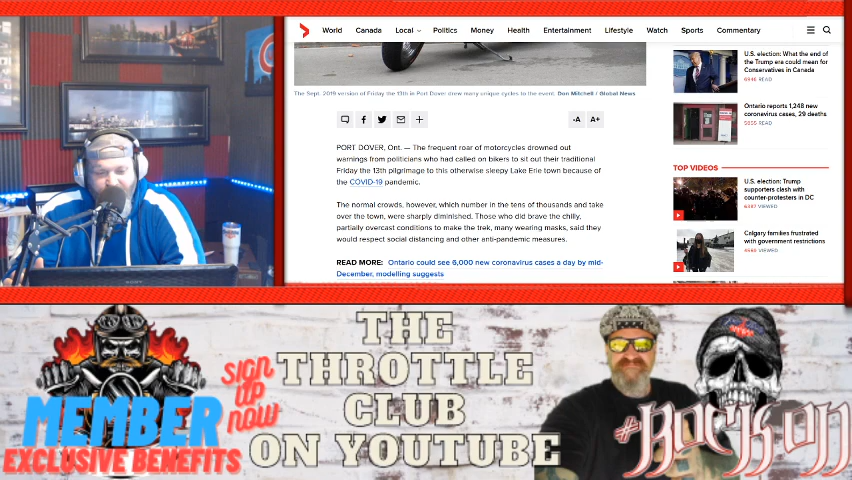 World Canada Local Politics Money Health Entertainment Lifestyle Watch Sports Commentary
The Sept. 2019 version of Friday the 13th in Port Dover drew many unique cycles to the event. Don Mitchell / Global News
-A A+
PORT DOVER, Ont. — The frequent roar of motorcycles drowned out
warnings from politicians who had called on bikers to sit out their traditional
Friday the 13th pilgrimage to this otherwise sleepy Lake Erie town because of
the COVID-19 pandemic.
The normal crowds, however, which number in the tens of thousands and take
over the town, were sharply diminished. Those who did brave the chilly,
partially overcast conditions to make the trek, many wearing masks, said they
would respect social distancing and other anti-pandemic measures.
READ MORE: Ontario could see 6,000 new coronavirus cases a day by mid-
December, modelling suggests
U.S. election: What the end of
the Trump era could mean for
Conservatives in Canada
6946 READ
Ontario reports 1,248 new
coronavirus cases, 29 deaths
5855 READ
TOP VIDEOS
U.S. election: Trump
supporters clash with
counter-protesters in DC
6387 VIEWED
Calgary families frustrated
with government restrictions
4560 VIEWED
MEMBER
EXCLUSIVE BENEFITS
SIGN
UP
NOW
THE
THROTTLE
CLUB
ON YOUTUBE
#ROCK ON